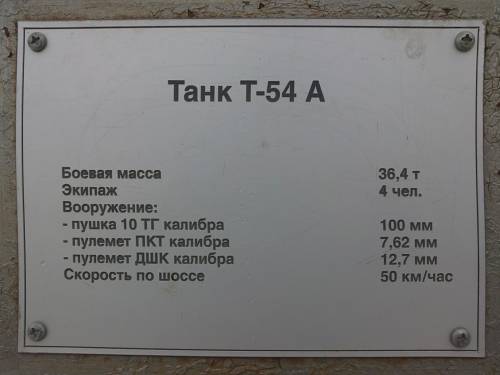 Танк Т-54 А
Боевая масса 36,4 т
Экипаж 4 чел.
Вооружение:
- пушка 10 ТГ калибра 100 мм
- пулемет ПКТ калибра 7,62 мм
- пулемет ДШК калибра 12,7 мм
Скорость по шоссе 50 км/час